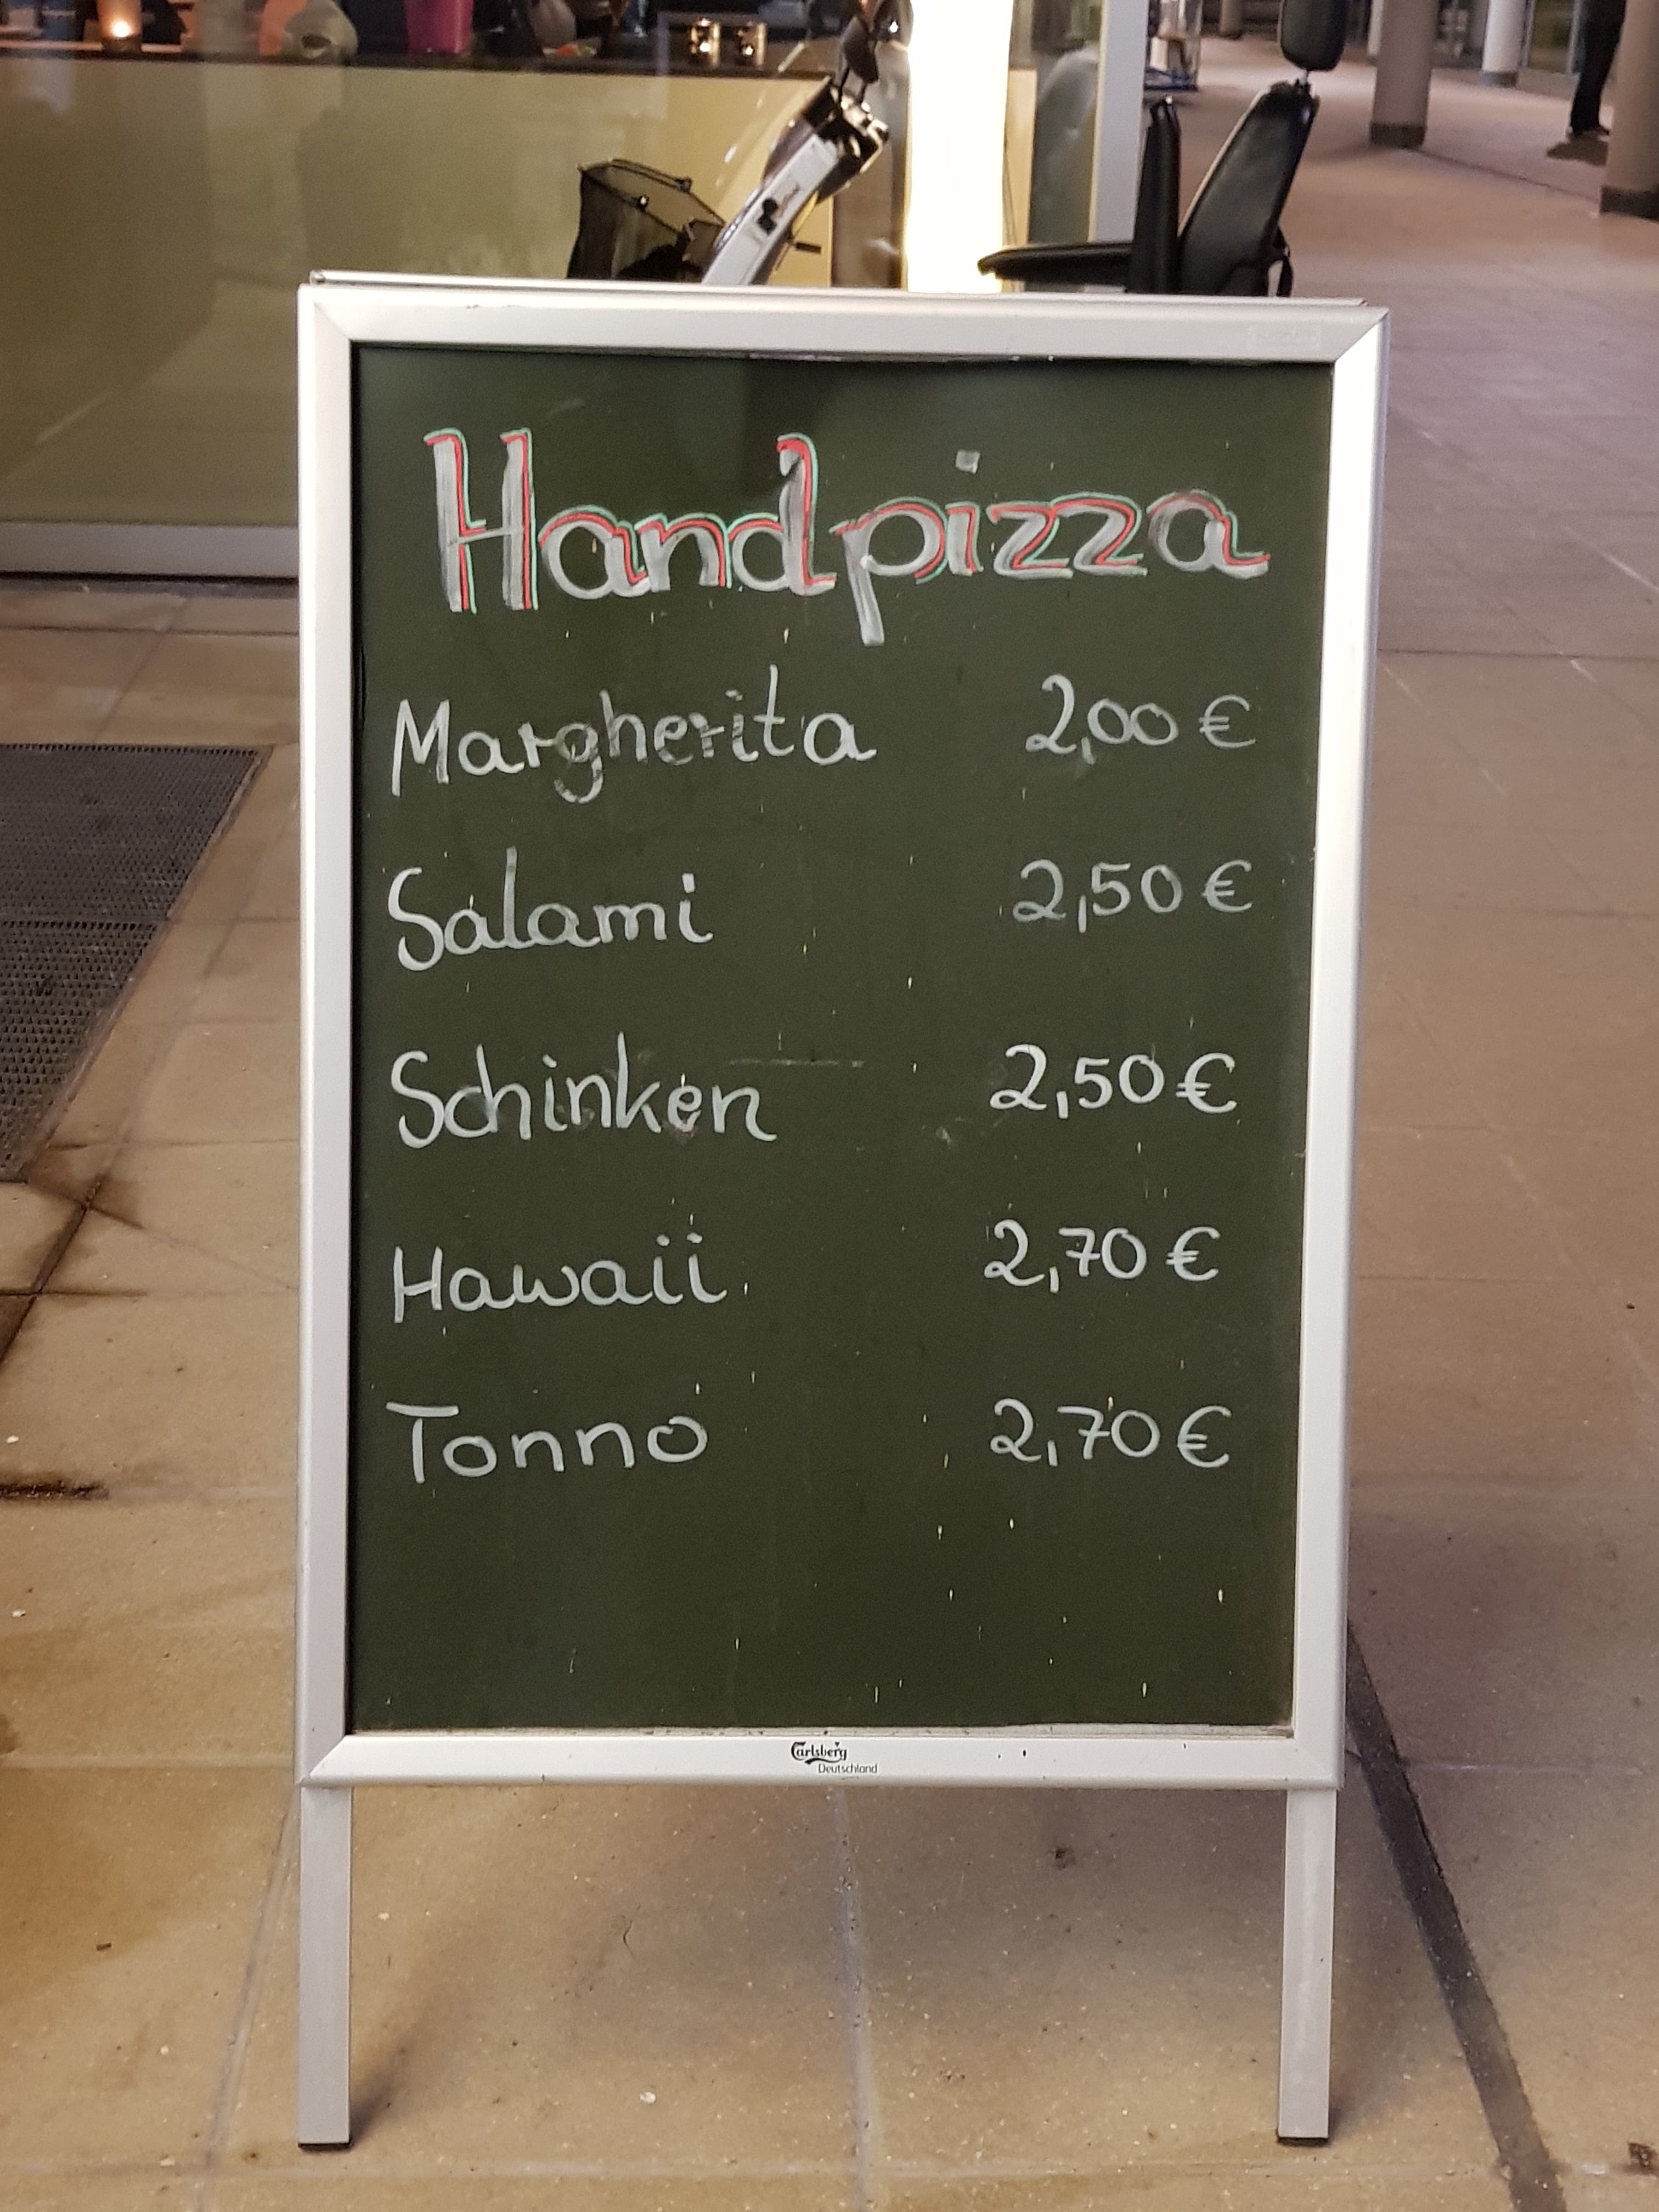 Handpizza
Margherita 2,00 €
Salami 2,50 €
Schinken 2,50 €
Hawaii 2,70 €
Tonno 2,70 €
Carlsberg
Deutschland